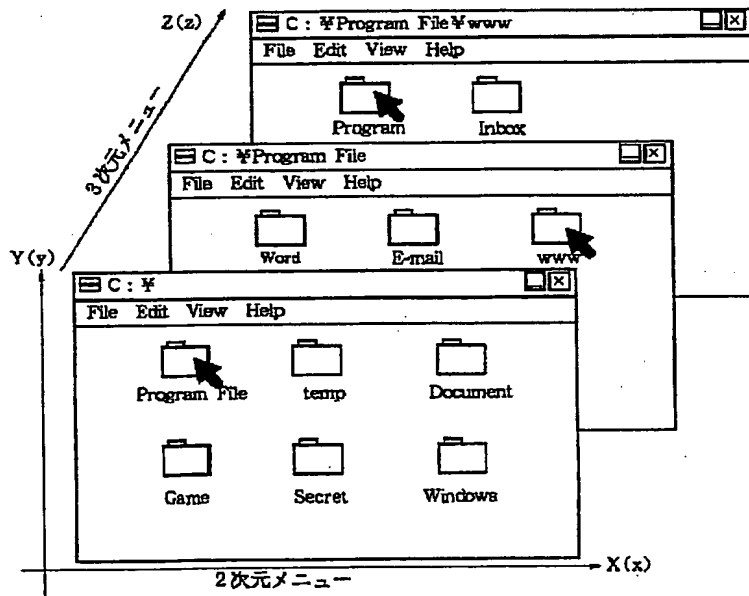 Z(z)
C : ¥Program File¥www
File Edit View Help
Program Inbox
3次元メニュー
C : ¥Program File
File Edit View Help
Word E-mail www
Y(y)
C : ¥
File Edit View Help
Program File temp Document
Game Secret Windows
X(x)
2次元メニュー